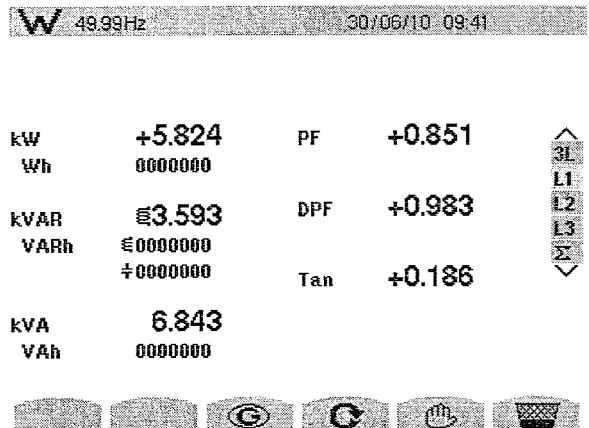 W 49.99Hz 30/06/10 09:41
kW +5.824 PF +0.851
Wh 0000000
kVAR 3.593 DPF +0.983
VARh 0000000
0000000 Tan +0.186
kVA 6.843
VAh 0000000
3L
L1
L2
L3
Σ
G